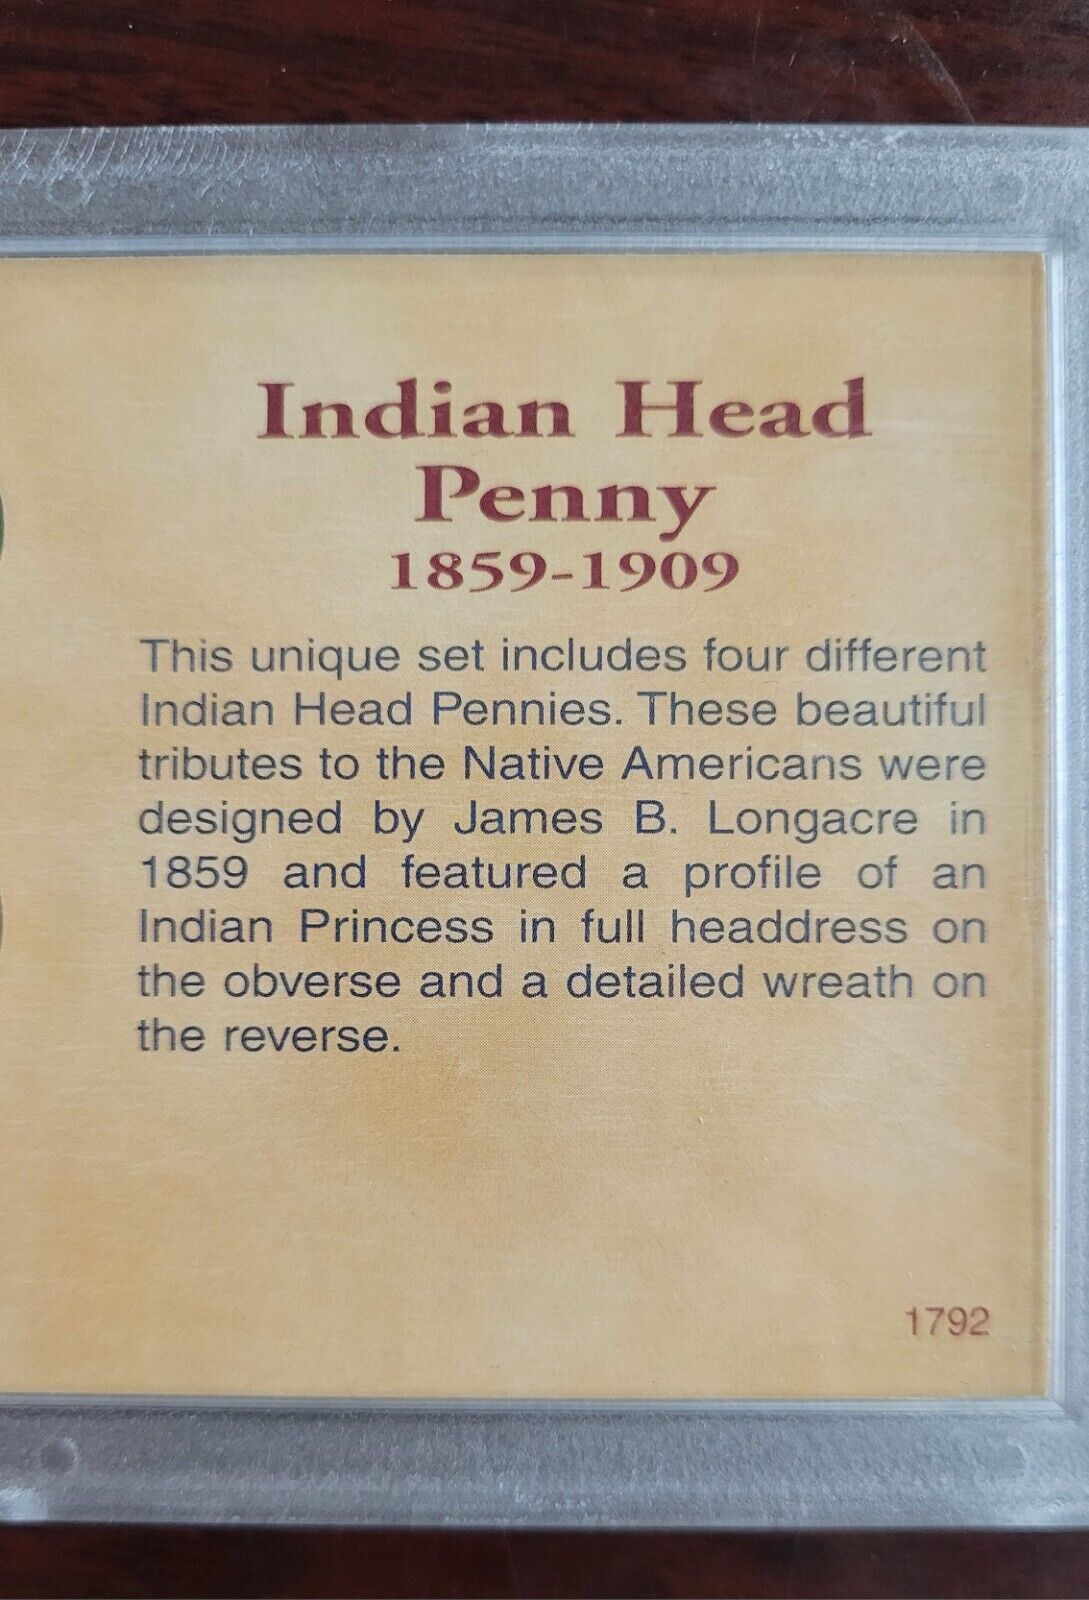 Indian Head
Penny
1859-1909
This unique set includes four different
Indian Head Pennies. These beautiful
tributes to the Native Americans were
designed by James B. Longacre in
1859 and featured a profile of an
Indian Princess in full headdress on
the obverse and a detailed wreath on
the reverse.
1792